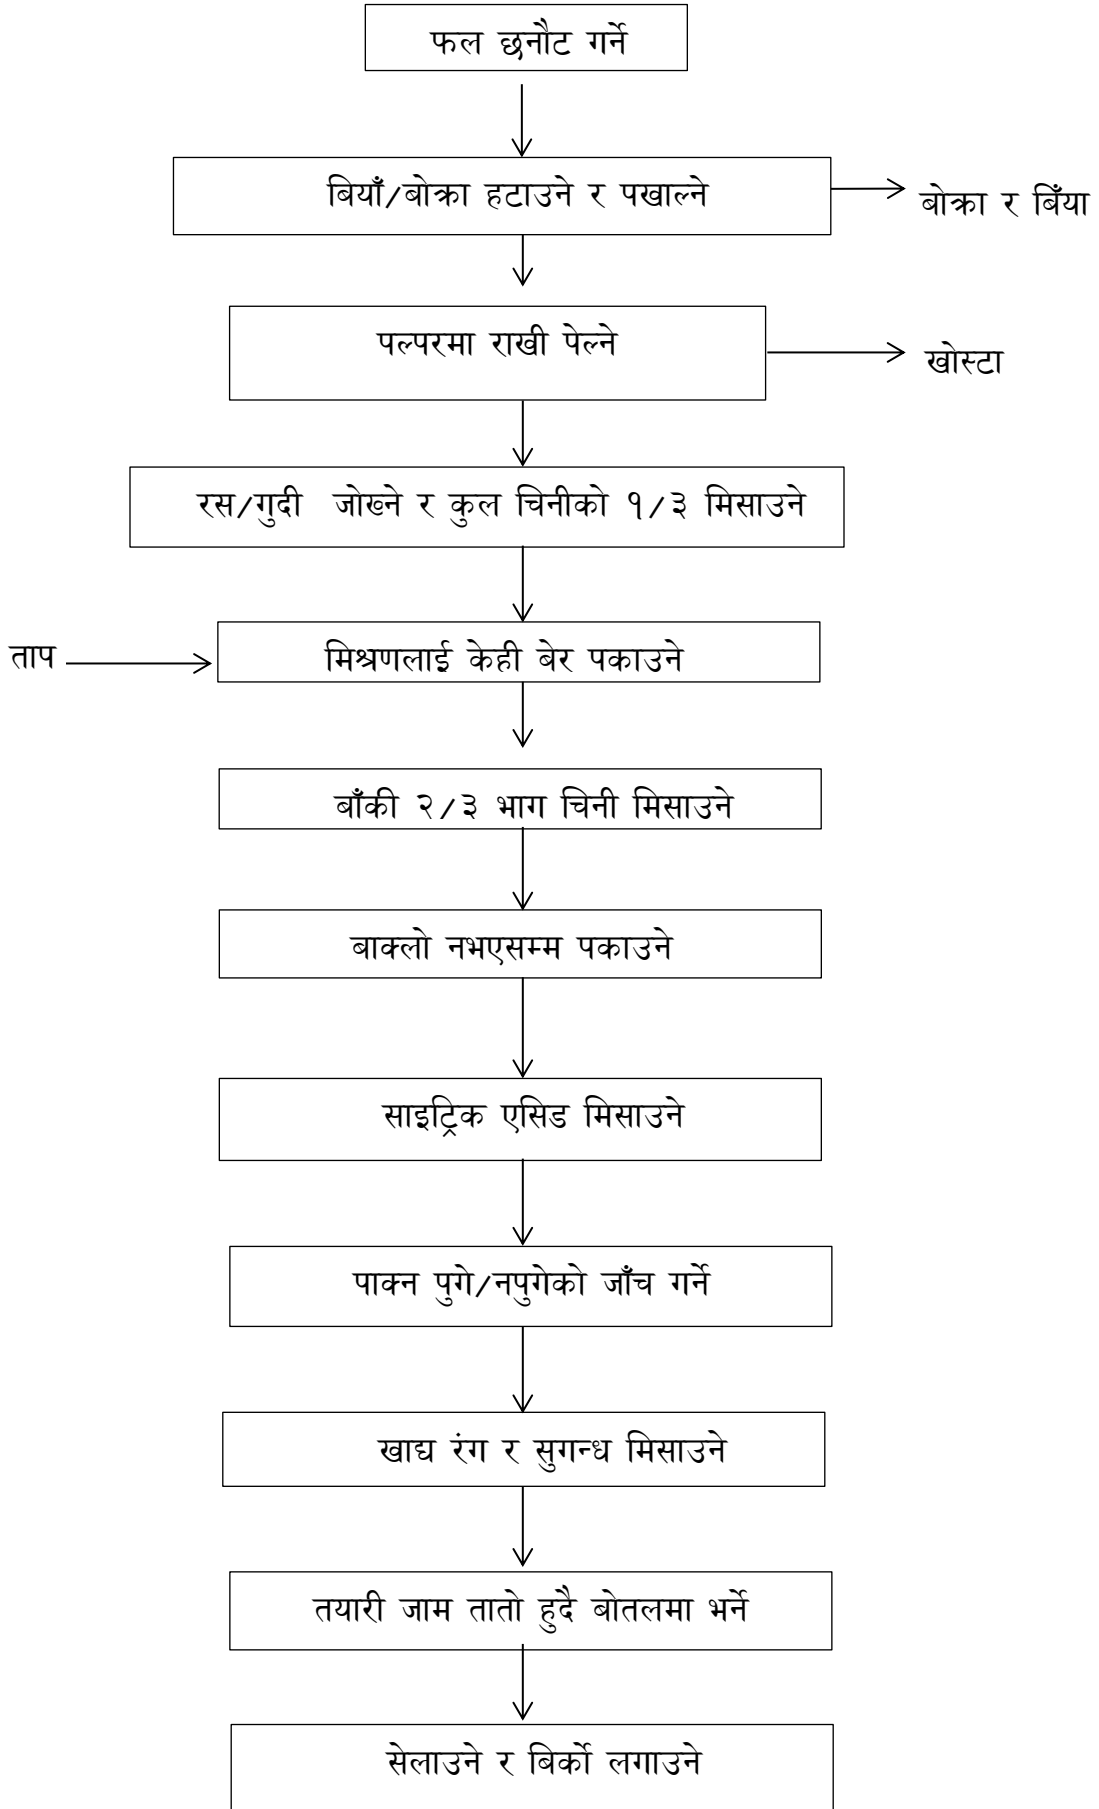 फल छनौट गर्ने
बियाँ/बोक्रा हटाउने र पखाल्ने
बोक्रा र बिँया
पल्परमा राखी पेल्ने
खोस्टा
रस/गुदी जोख्ने र कुल चिनीको १/३ मिसाउने
ताप
मिश्रणलाई केही बेर पकाउने
बाँकी २/३ भाग चिनी मिसाउने
बाक्लो नभएसम्म पकाउने
साइट्रिक एसिड मिसाउने
पाक्न पुगे/नपुगेको जाँच गर्ने
खाद्य रंग र सुगन्ध मिसाउने
तयारी जाम तातो हुदै बोतलमा भर्ने
सेलाउने र बिर्को लगाउने